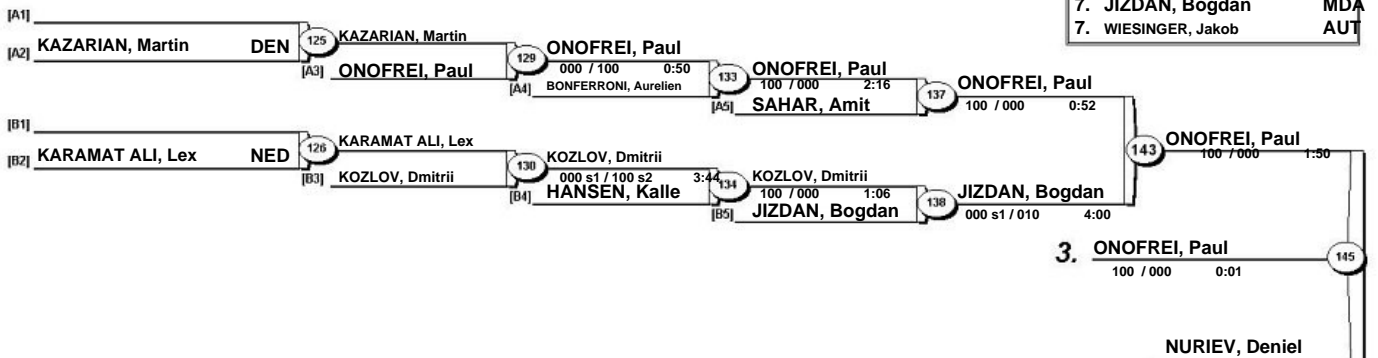 7. JIZDAN, Bogdan MDA
7. WIESINGER, Jakob AUT
[A1]
[A2] KAZARIAN, Martin DEN
125
KAZARIAN, Martin
[A3] ONOFREI, Paul
129
ONOFREI, Paul
000 / 100 0:50
[A4] BONFERRONI, Aurelien
133
ONOFREI, Paul
100 / 000 2:16
[A5] SAHAR, Amit
137
ONOFREI, Paul
100 / 000 0:52
[B1]
[B2] KARAMAT ALI, Lex NED
126
KARAMAT ALI, Lex
[B3] KOZLOV, Dmitrii
130
KOZLOV, Dmitrii
000 s1 / 100 s2 3:44
[B4] HANSEN, Kalle
134
KOZLOV, Dmitrii
100 / 000 1:06
[B5] JIZDAN, Bogdan
138
JIZDAN, Bogdan
000 s1 / 010 4:00
143
ONOFREI, Paul
100 / 000 1:50
3. ONOFREI, Paul
100 / 000 0:01
145
NURIEV, Deniel